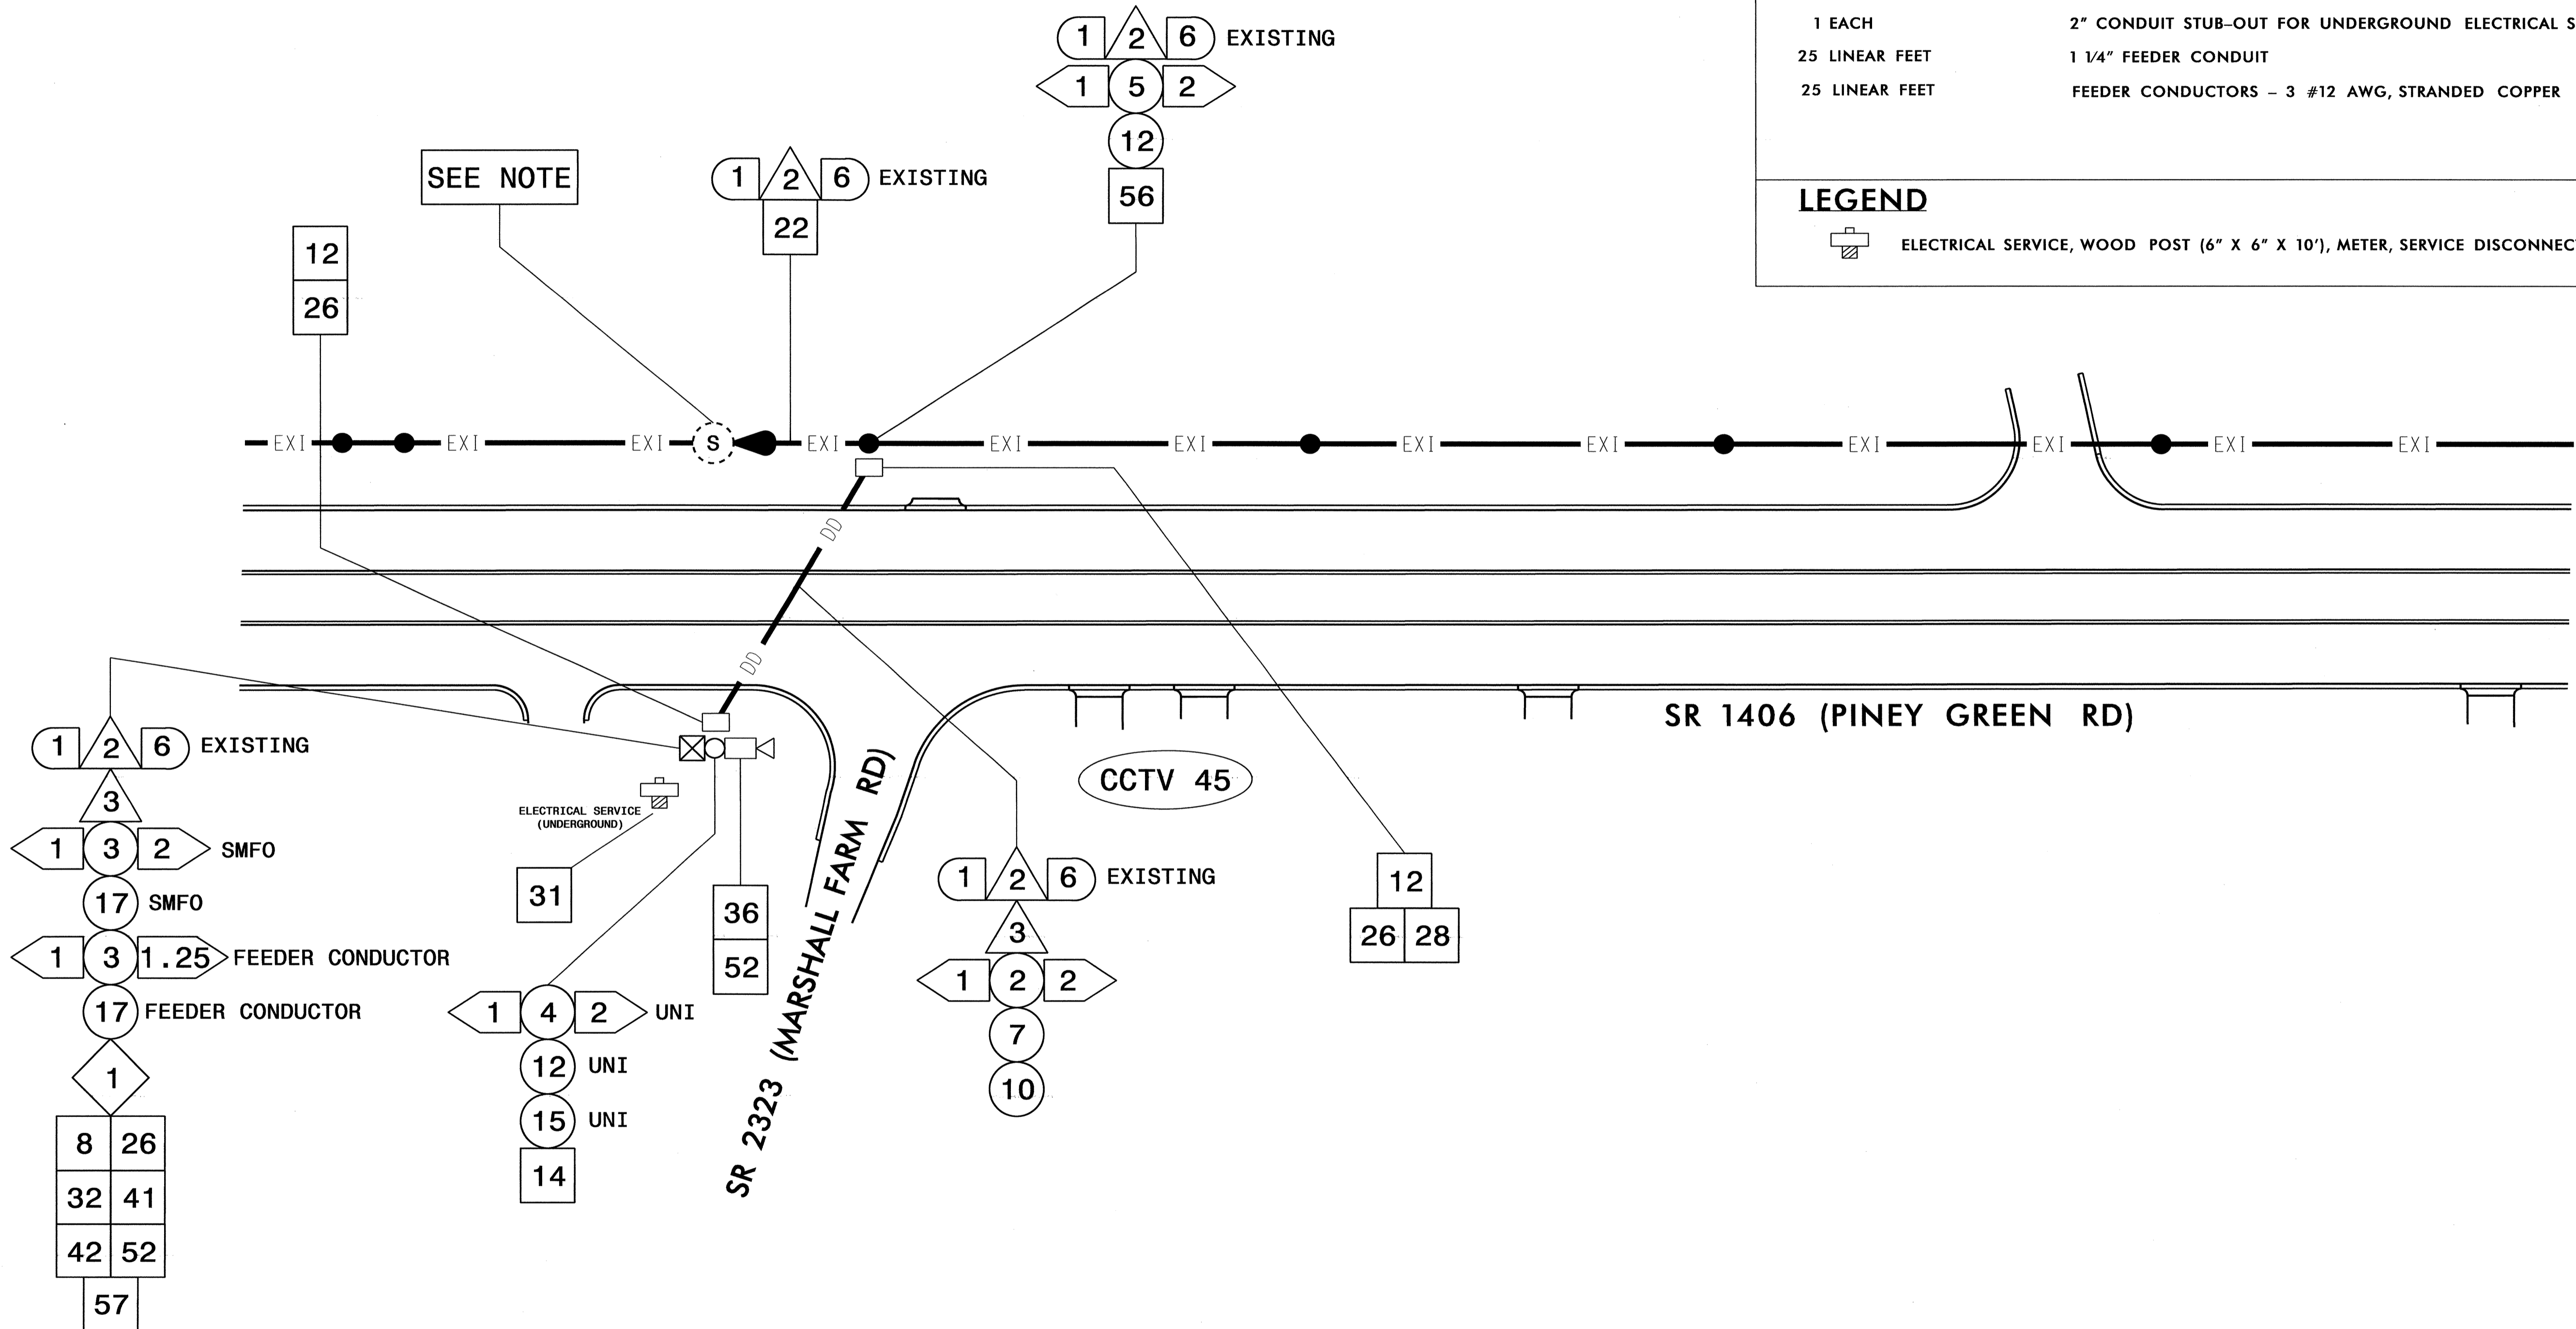 1 EACH 2" CONDUIT STUB-OUT FOR UNDERGROUND ELECTRICAL S
25 LINEAR FEET 1 1/4" FEEDER CONDUIT
25 LINEAR FEET FEEDER CONDUCTORS – 3 #12 AWG, STRANDED COPPER
LEGEND
ELECTRICAL SERVICE, WOOD POST (6" X 6" X 10'), METER, SERVICE DISCONNEC
1 2 6 EXISTING
1 5 2
12
56
SEE NOTE
1 2 6 EXISTING
22
12
26
EXI EXI EXI S EXI EXI EXI EXI EXI EXI EXI EXI EXI
DD
DD
SR 1406 (PINEY GREEN RD)
CCTV 45
SR 2323 (MARSHALL FARM RD)
ELECTRICAL SERVICE
(UNDERGROUND)
31
1 2 6 EXISTING
3
1 3 2 SMFO
17 SMFO
1 3 1.25 FEEDER CONDUCTOR
17 FEEDER CONDUCTOR
1
8 26
32 41
42 52
57
1 4 2 UNI
12 UNI
15 UNI
14
36
52
1 2 6 EXISTING
3
1 2 2
7
10
12
26 28